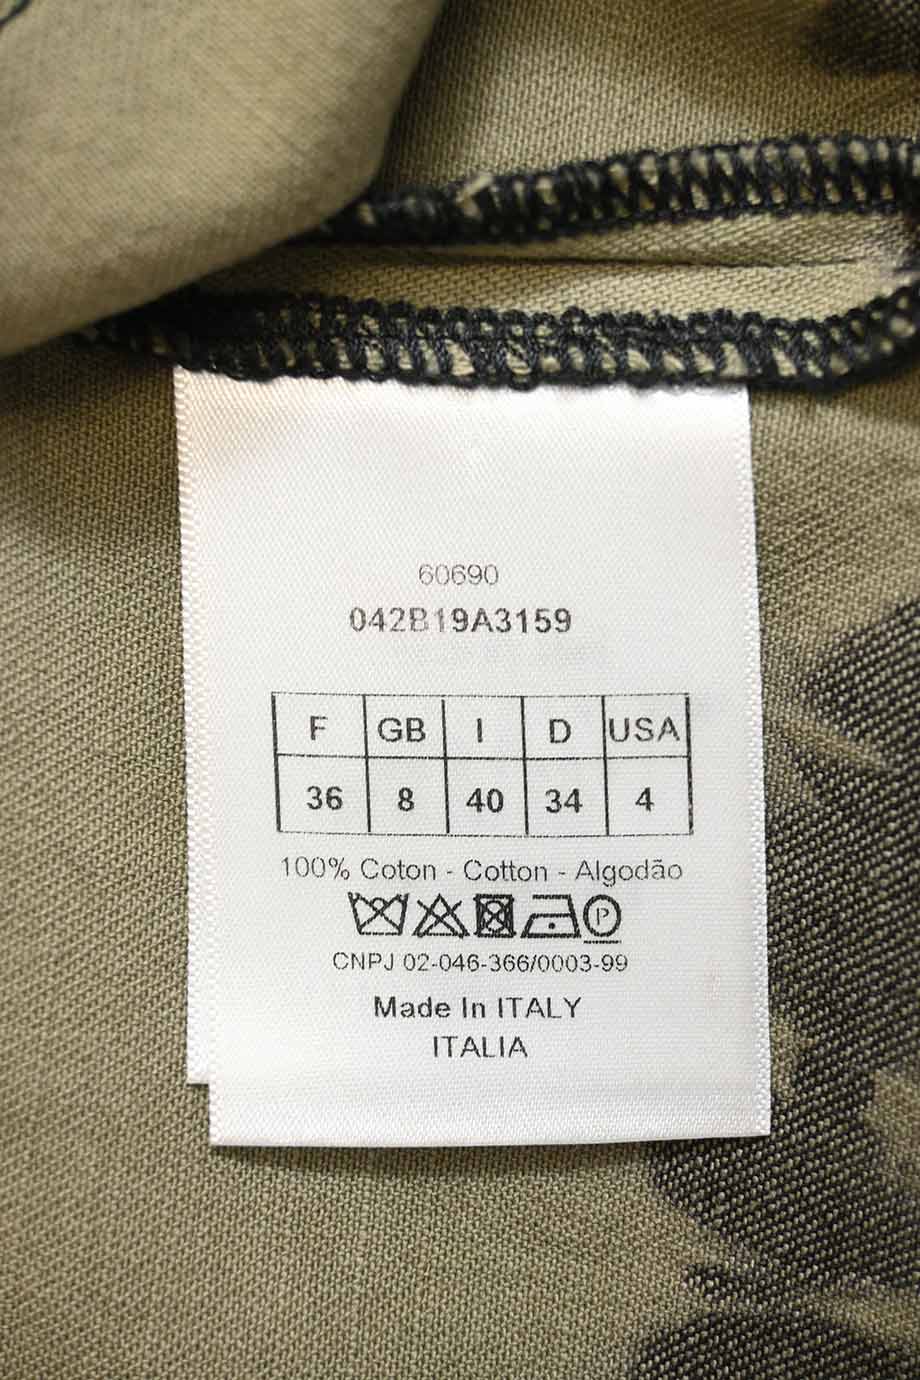 60690
042B19A3159
F GB I D USA
36 8 40 34 4
100% Coton - Cotton - Algodão
P
CNPJ 02-046-366/0003-99
Made In ITALY
ITALIA